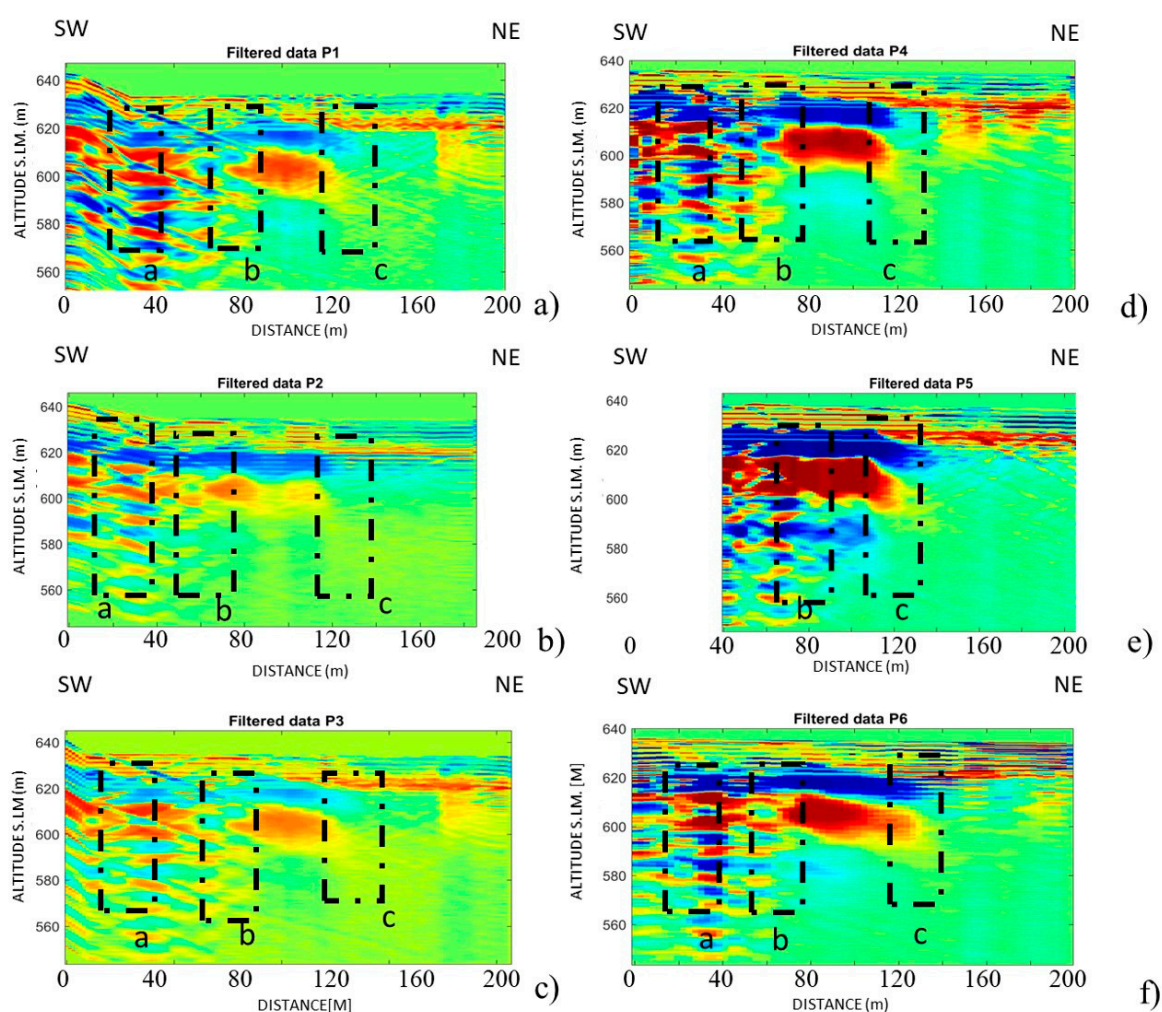 SW NE
Filtered data P1
ALTITUDE S.LM. (m)
640
620
600
580
560
a b c
0 40 80 120 160 200
DISTANCE (m)
a)
SW NE
Filtered data P4
ALTITUDE S.LM. (m)
640
620
600
580
560
a b c
0 40 80 120 160 200
DISTANCE (m)
d)
SW NE
Filtered data P2
ALTITUDE S.I.M. (m)
640
620
600
580
560
a b c
0 40 80 120 160 200
DISTANCE (m)
b)
SW NE
Filtered data P5
ALTITUDE S.I.M. (m)
640
620
600
580
560
b c
0 40 80 120 160 200
DISTANCE (m)
e)
SW NE
Filtered data P3
ALTITUDE S.LM (m)
640
620
600
580
560
a b c
0 40 80 120 160 200
DISTANCE[M]
c)
SW NE
Filtered data P6
ALTITUDE S.LM. [M]
640
620
600
580
560
a b c
0 40 80 120 160 200
DISTANCE (m)
f)